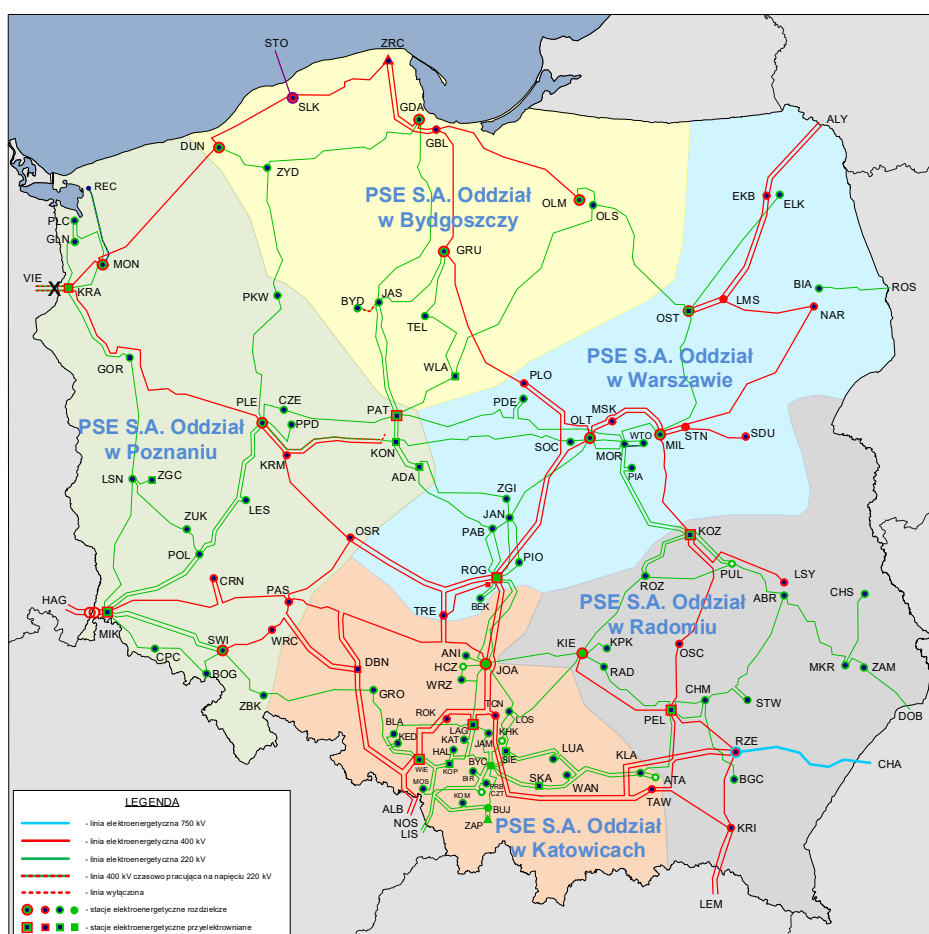 STO
ZRC
SLK
GDA
GBL
DUN
ZYD
ALY
REC
PSE S.A. Oddział
w Bydgoszczy
EKB
ELK
OLM
OLS
PLC
GLN
MON
GRU
VIE
X
KRA
PKW
BYD
JAS
TEL
BIA
ROS
LMS
NAR
OST
GOR
WLA
PLO
PSE S.A. Oddział
w Warszawie
PLE
CZE
PPD
PAT
PDE
OLT
MSK
PSE S.A. Oddział
w Poznaniu
KRM
KON
SOC
MOR
WTO
MIL
STN
SDU
PIA
ADA
LSN
ZGC
LES
ZGI
JAN
ZUK
POL
OSR
PAB
KOZ
PIO
ROG
PUL
LSY
ROZ
ABR
CHS
HAG
MIK
CRN
PAS
BEK
TRE
PSE S.A. Oddział
w Radomiu
SWI
WRC
CPC
BOG
DBN
ANI
HCZ
WRZ
JOA
KIE
KPK
RAD
OSC
MKR
ZAM
ZBK
GRO
DOB
CHM
STW
PEL
ROK
TCN
LOS
BLA
KED
LAG
KHK
KAT
JAM
HAL
SIE
LUA
KLA
RZE
CHA
WIE
KOP
BYC
BIR
MOS
KOM
PRB
CZT
SKA
WAN
ATA
TAW
BGC
ALB
NOS
LIS
BUJ
ZAP
PSE S.A. Oddział
w Katowicach
KRI
LEM
LEGENDA
- linia elektroenergetyczna 750 kV
- linia elektroenergetyczna 400 kV
- linia elektroenergetyczna 220 kV
- linia 400 kV czasowo pracująca na napięciu 220 kV
- linia wyłączona
- stacje elektroenergetyczne rozdzielcze
- stacje elektroenergetyczne przyelektrowniane